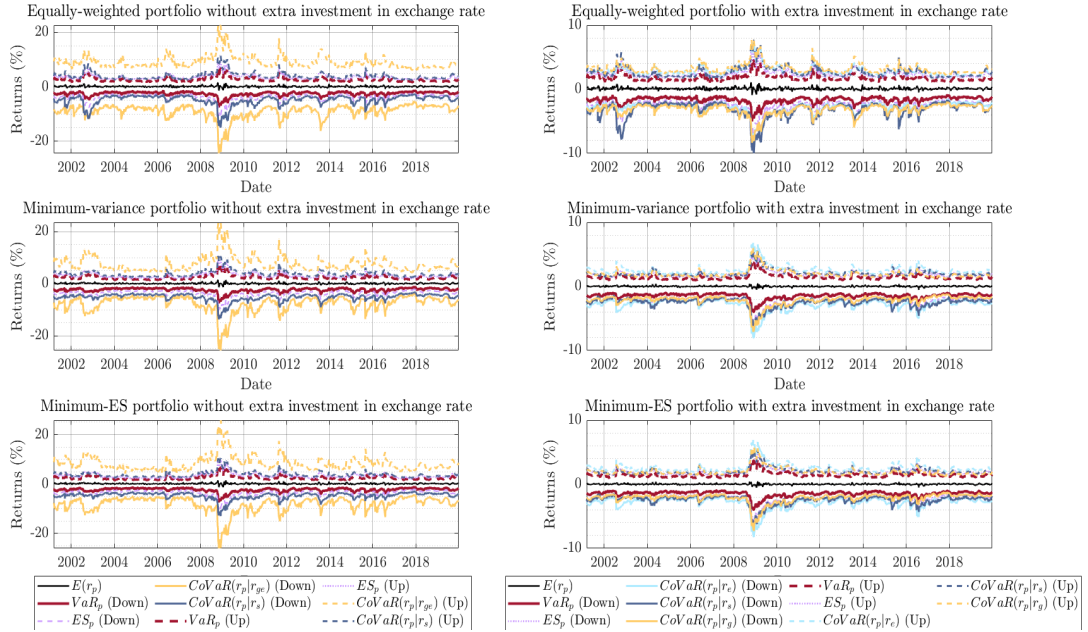 Equally-weighted portfolio without extra investment in exchange rate
20
0
-20
Returns (%)
2002 2004 2006 2008 2010 2012 2014 2016 2018
Date
Equally-weighted portfolio with extra investment in exchange rate
10
0
-10
Returns (%)
2002 2004 2006 2008 2010 2012 2014 2016 2018
Date
Minimum-variance portfolio without extra investment in exchange rate
20
0
-20
Returns (%)
2002 2004 2006 2008 2010 2012 2014 2016 2018
Date
Minimum-variance portfolio with extra investment in exchange rate
10
0
-10
Returns (%)
2002 2004 2006 2008 2010 2012 2014 2016 2018
Date
Minimum-ES portfolio without extra investment in exchange rate
20
0
-20
Returns (%)
2002 2004 2006 2008 2010 2012 2014 2016 2018
Minimum-ES portfolio with extra investment in exchange rate
10
0
-10
Returns (%)
2002 2004 2006 2008 2010 2012 2014 2016 2018
E(r_p) CoVaR(r_p|r_ge) (Down) ES_p (Up)
VaR_p (Down) CoVaR(r_p|r_s) (Down) CoVaR(r_p|r_ge) (Up)
ES_p (Down) VaR_p (Up) CoVaR(r_p|r_s) (Up)
E(r_p) CoVaR(r_p|r_e) (Down) VaR_p (Up) CoVaR(r_p|r_s) (Up)
VaR_p (Down) CoVaR(r_p|r_s) (Down) ES_p (Up) CoVaR(r_p|r_g) (Up)
ES_p (Down) CoVaR(r_p|r_g) (Down) CoVaR(r_p|r_e) (Up)